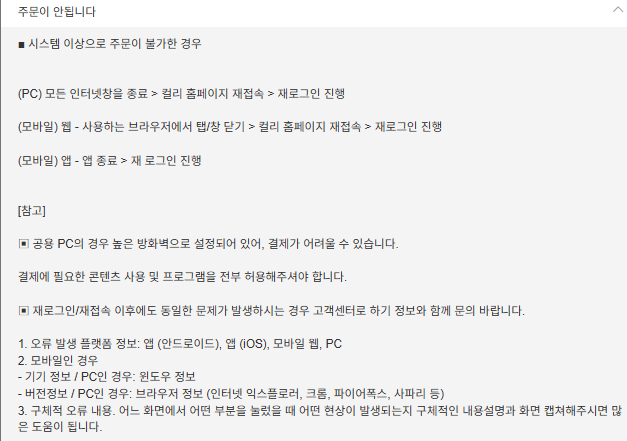 주문이 안됩니다
■ 시스템 이상으로 주문이 불가한 경우
(PC) 모든 인터넷창을 종료 > 컬리 홈페이지 재접속 > 재로그인 진행
(모바일) 웹 - 사용하는 브라우저에서 탭/창 닫기 > 컬리 홈페이지 재접속 > 재로그인 진행
(모바일) 앱 - 앱 종료 > 재 로그인 진행
[참고]
▣ 공용 PC의 경우 높은 방화벽으로 설정되어 있어, 결제가 어려울 수 있습니다.
결제에 필요한 콘텐츠 사용 및 프로그램을 전부 허용해주셔야 합니다.
▣ 재로그인/재접속 이후에도 동일한 문제가 발생하시는 경우 고객센터로 하기 정보와 함께 문의 바랍니다.
1. 오류 발생 플랫폼 정보: 앱 (안드로이드), 앱 (iOS), 모바일 웹, PC
2. 모바일인 경우
- 기기 정보 / PC인 경우: 윈도우 정보
- 버전정보 / PC인 경우: 브라우저 정보 (인터넷 익스플로러, 크롬, 파이어폭스, 사파리 등)
3. 구체적 오류 내용. 어느 화면에서 어떤 부분을 눌렀을 때 어떤 현상이 발생되는지 구체적인 내용설명과 화면 캡쳐해주시면 많
은 도움이 됩니다.